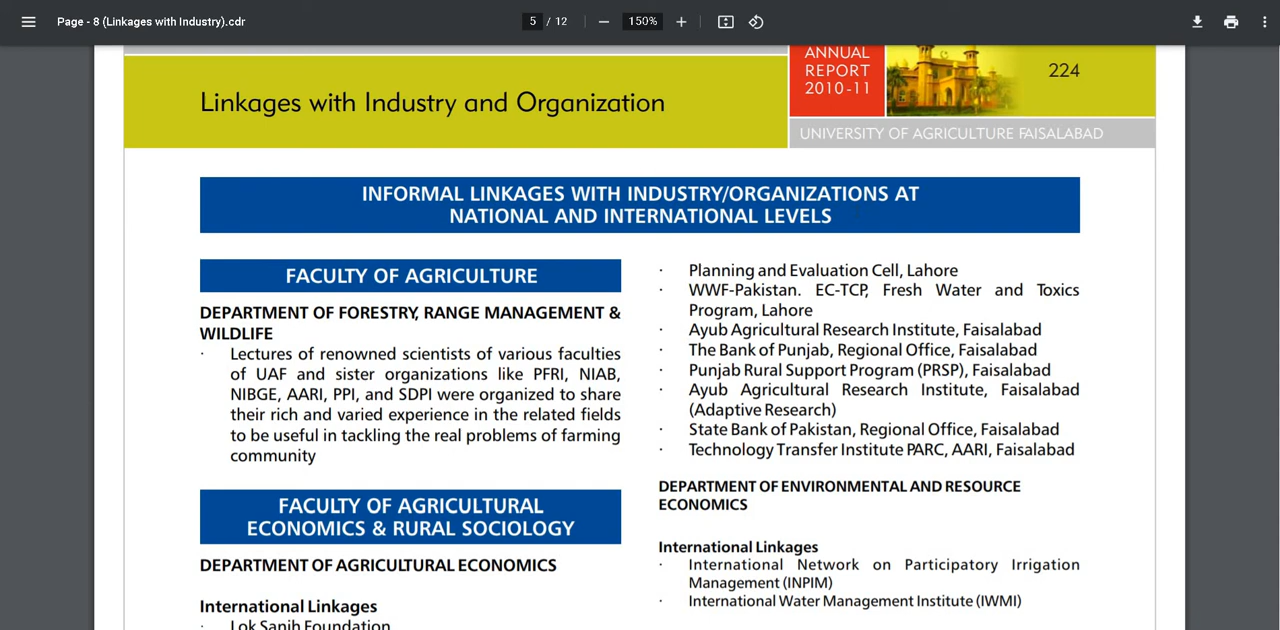 Page - 8 (Linkages with Industry).cdr
5 / 12
150%
ANNUAL
REPORT
2010-11
224
Linkages with Industry and Organization
UNIVERSITY OF AGRICULTURE FAISALABAD
INFORMAL LINKAGES WITH INDUSTRY/ORGANIZATIONS AT
NATIONAL AND INTERNATIONAL LEVELS
FACULTY OF AGRICULTURE
DEPARTMENT OF FORESTRY, RANGE MANAGEMENT &
WILDLIFE
· Lectures of renowned scientists of various faculties
of UAF and sister organizations like PFRI, NIAB,
NIBGE, AARI, PPI, and SDPI were organized to share
their rich and varied experience in the related fields
to be useful in tackling the real problems of farming
community
FACULTY OF AGRICULTURAL
ECONOMICS & RURAL SOCIOLOGY
DEPARTMENT OF AGRICULTURAL ECONOMICS
International Linkages
· Lok Sanjh Foundation
· Planning and Evaluation Cell, Lahore
· WWF-Pakistan. EC-TCP, Fresh Water and Toxics
Program, Lahore
· Ayub Agricultural Research Institute, Faisalabad
· The Bank of Punjab, Regional Office, Faisalabad
· Punjab Rural Support Program (PRSP), Faisalabad
· Ayub Agricultural Research Institute, Faisalabad
(Adaptive Research)
· State Bank of Pakistan, Regional Office, Faisalabad
· Technology Transfer Institute PARC, AARI, Faisalabad
DEPARTMENT OF ENVIRONMENTAL AND RESOURCE
ECONOMICS
International Linkages
· International Network on Participatory Irrigation
Management (INPIM)
· International Water Management Institute (IWMI)